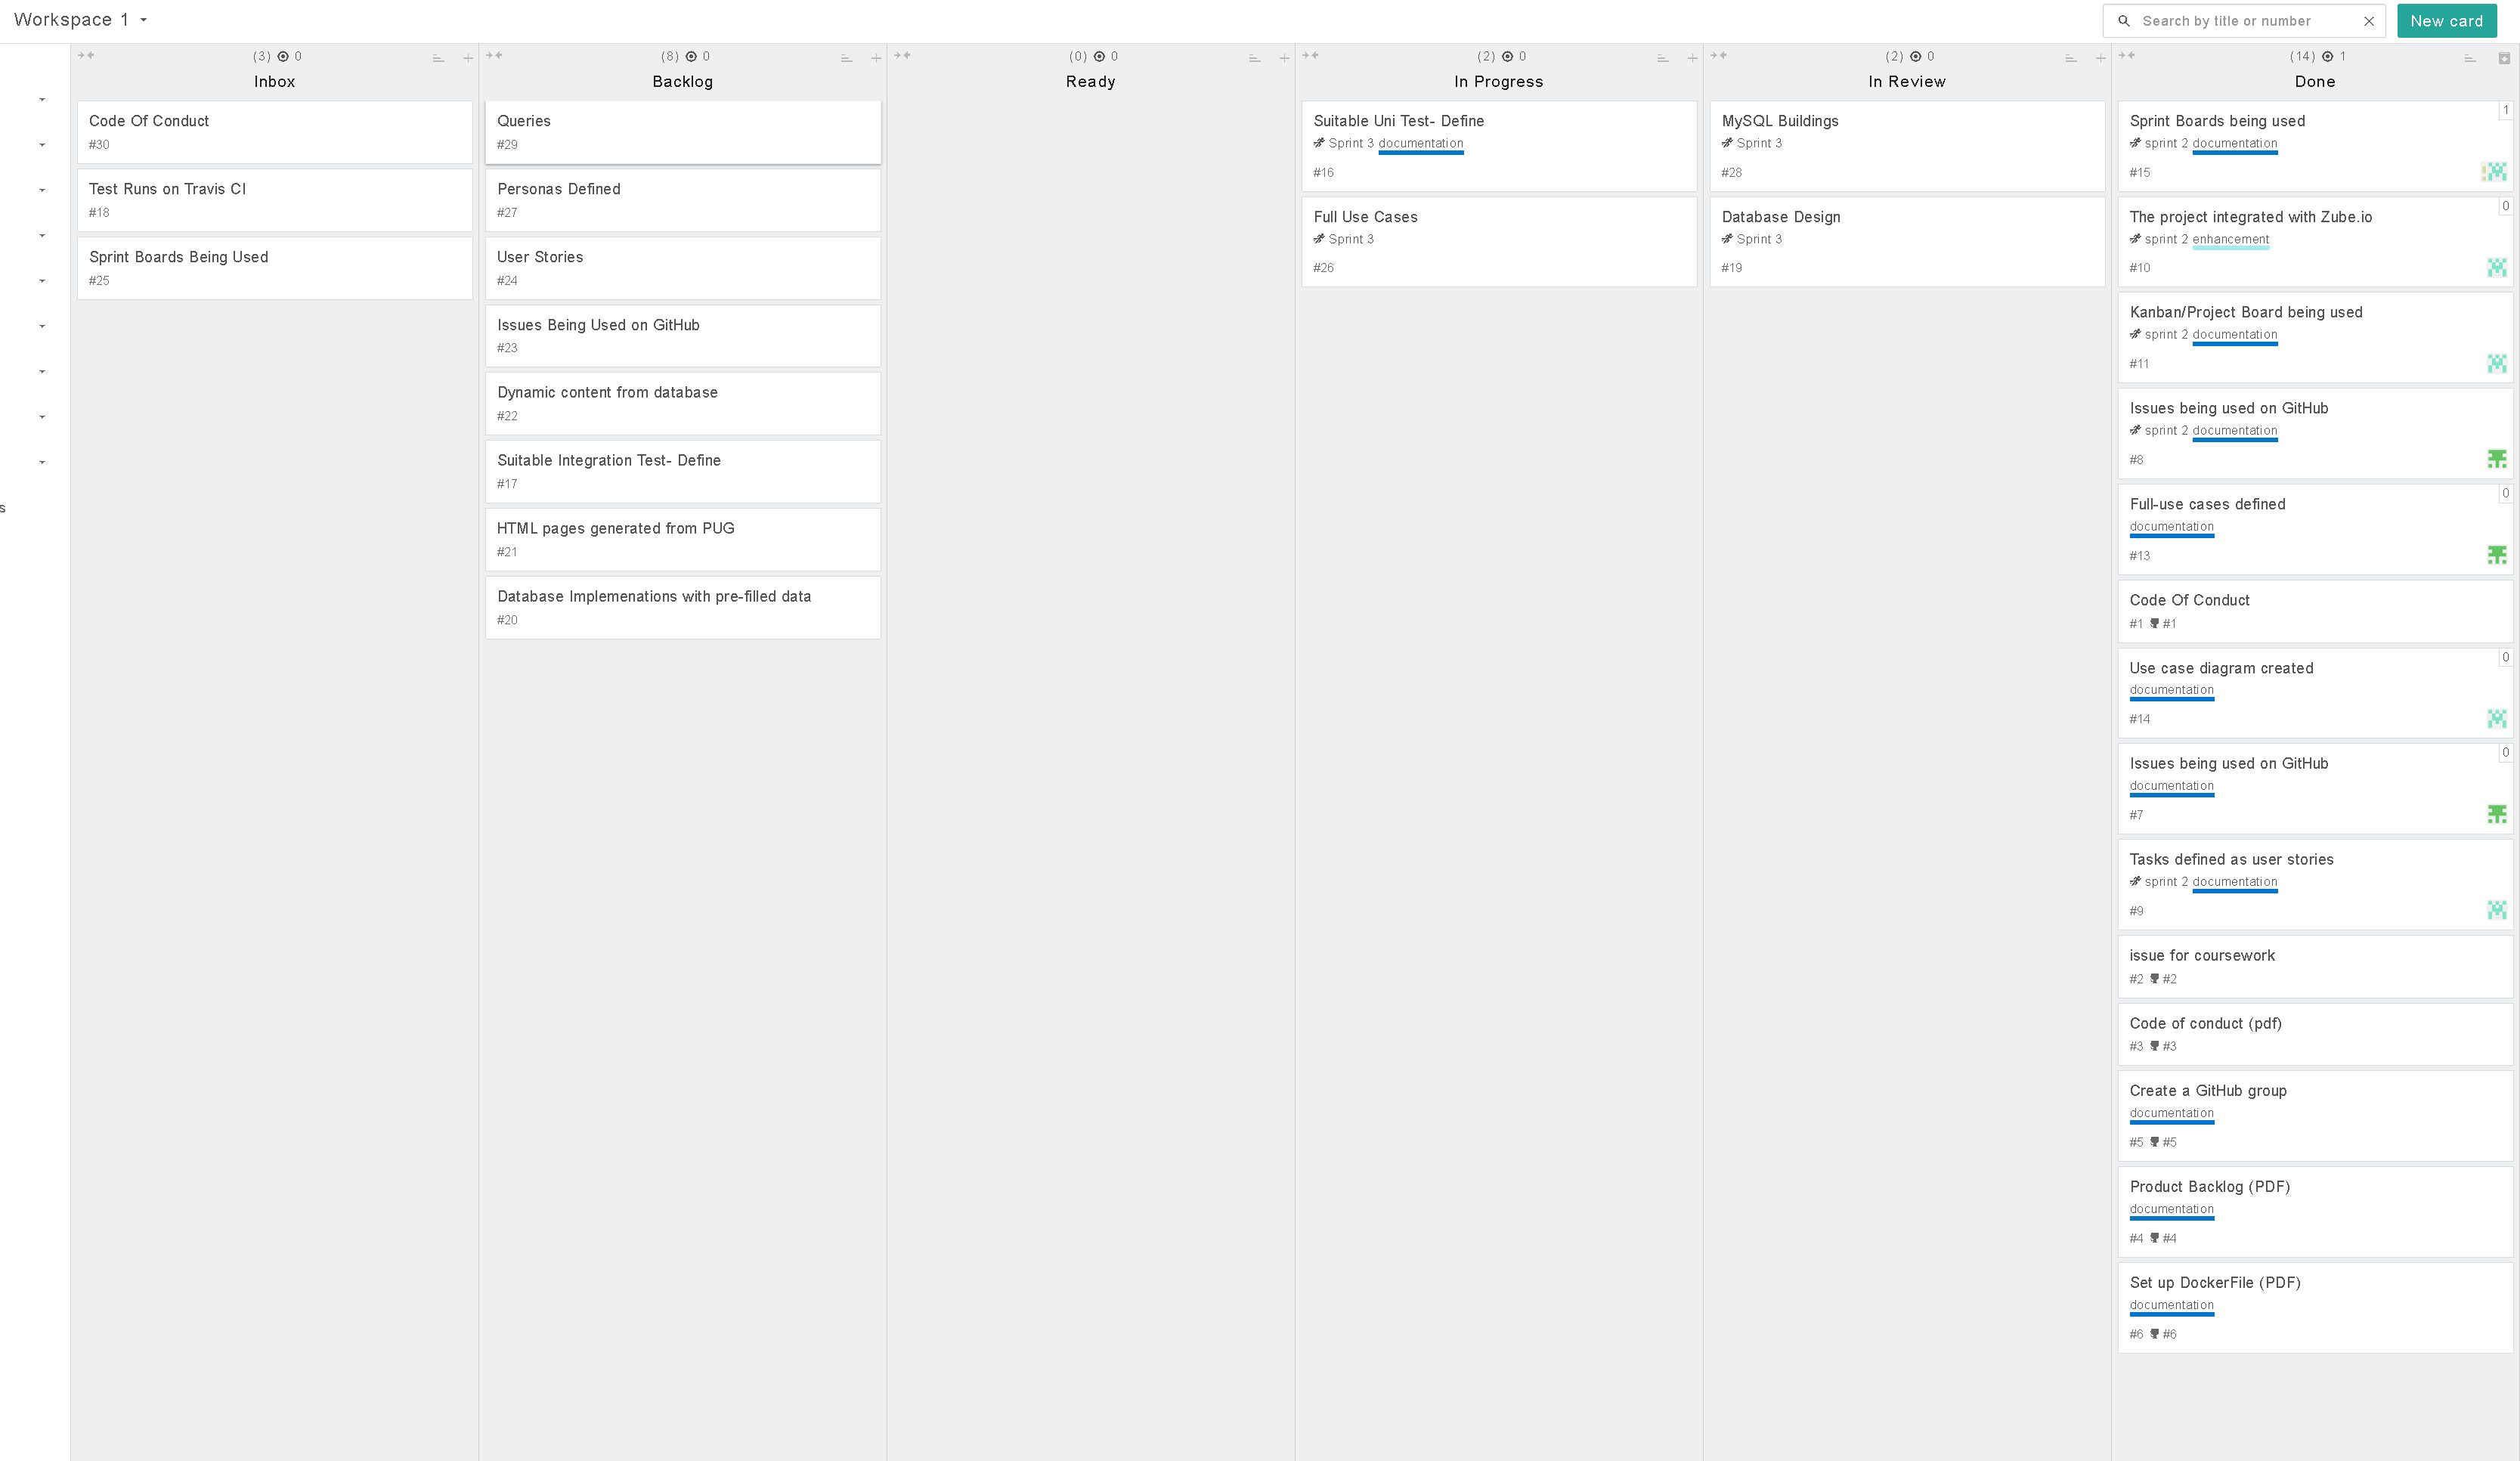 Workspace 1
Search by title or number
New card
s
(3) 0
Inbox
Code Of Conduct
#30
Test Runs on Travis CI
#18
Sprint Boards Being Used
#25
(8) 0
Backlog
Queries
#29
Personas Defined
#27
User Stories
#24
Issues Being Used on GitHub
#23
Dynamic content from database
#22
Suitable Integration Test- Define
#17
HTML pages generated from PUG
#21
Database Implemenations with pre-filled data
#20
(0) 0
Ready
(2) 0
In Progress
Suitable Uni Test- Define
Sprint 3 documentation
#16
Full Use Cases
Sprint 3
#26
(2) 0
In Review
MySQL Buildings
Sprint 3
#28
Database Design
Sprint 3
#19
(14) 1
Done
1
Sprint Boards being used
sprint 2 documentation
#15
0
The project integrated with Zube.io
sprint 2 enhancement
#10
Kanban/Project Board being used
sprint 2 documentation
#11
Issues being used on GitHub
sprint 2 documentation
#8
0
Full-use cases defined
documentation
#13
Code Of Conduct
#1 #1
0
Use case diagram created
documentation
#14
0
Issues being used on GitHub
documentation
#7
Tasks defined as user stories
sprint 2 documentation
#9
issue for coursework
#2 #2
Code of conduct (pdf)
#3 #3
Create a GitHub group
documentation
#5 #5
Product Backlog (PDF)
documentation
#4 #4
Set up DockerFile (PDF)
documentation
#6 #6